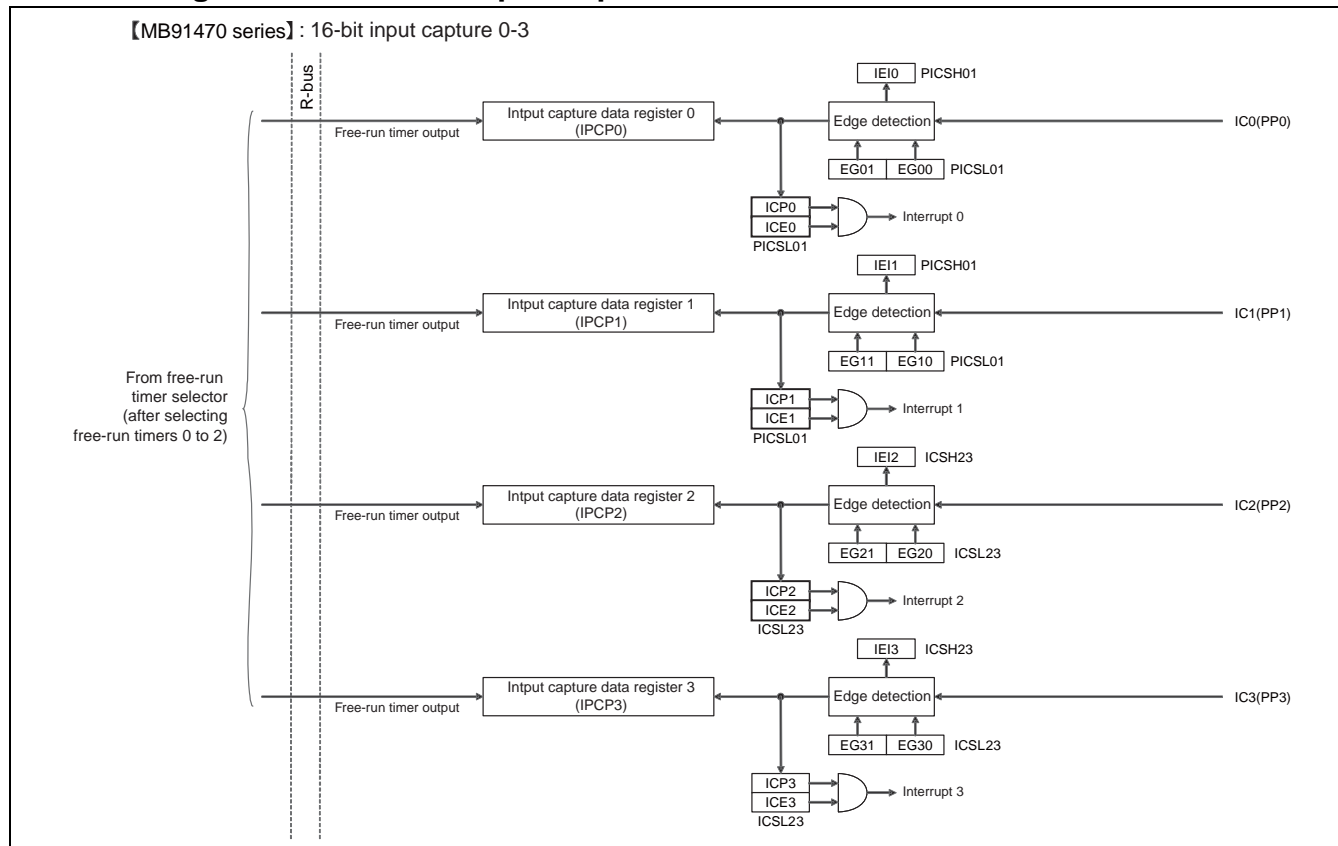 【MB91470 series】: 16-bit input capture 0-3
R-bus
IEI0 PICSH01
Free-run timer output
Intput capture data register 0
(IPCP0)
Edge detection
IC0(PP0)
EG01 EG00 PICSL01
ICP0
ICE0
Interrupt 0
PICSL01
IEI1 PICSH01
Free-run timer output
Intput capture data register 1
(IPCP1)
Edge detection
IC1(PP1)
EG11 EG10 PICSL01
From free-run
timer selector
(after selecting
free-run timers 0 to 2)
ICP1
ICE1
Interrupt 1
PICSL01
IEI2 ICSH23
Free-run timer output
Intput capture data register 2
(IPCP2)
Edge detection
IC2(PP2)
EG21 EG20 ICSL23
ICP2
ICE2
Interrupt 2
ICSL23
IEI3 ICSH23
Free-run timer output
Intput capture data register 3
(IPCP3)
Edge detection
IC3(PP3)
EG31 EG30 ICSL23
ICP3
ICE3
Interrupt 3
ICSL23